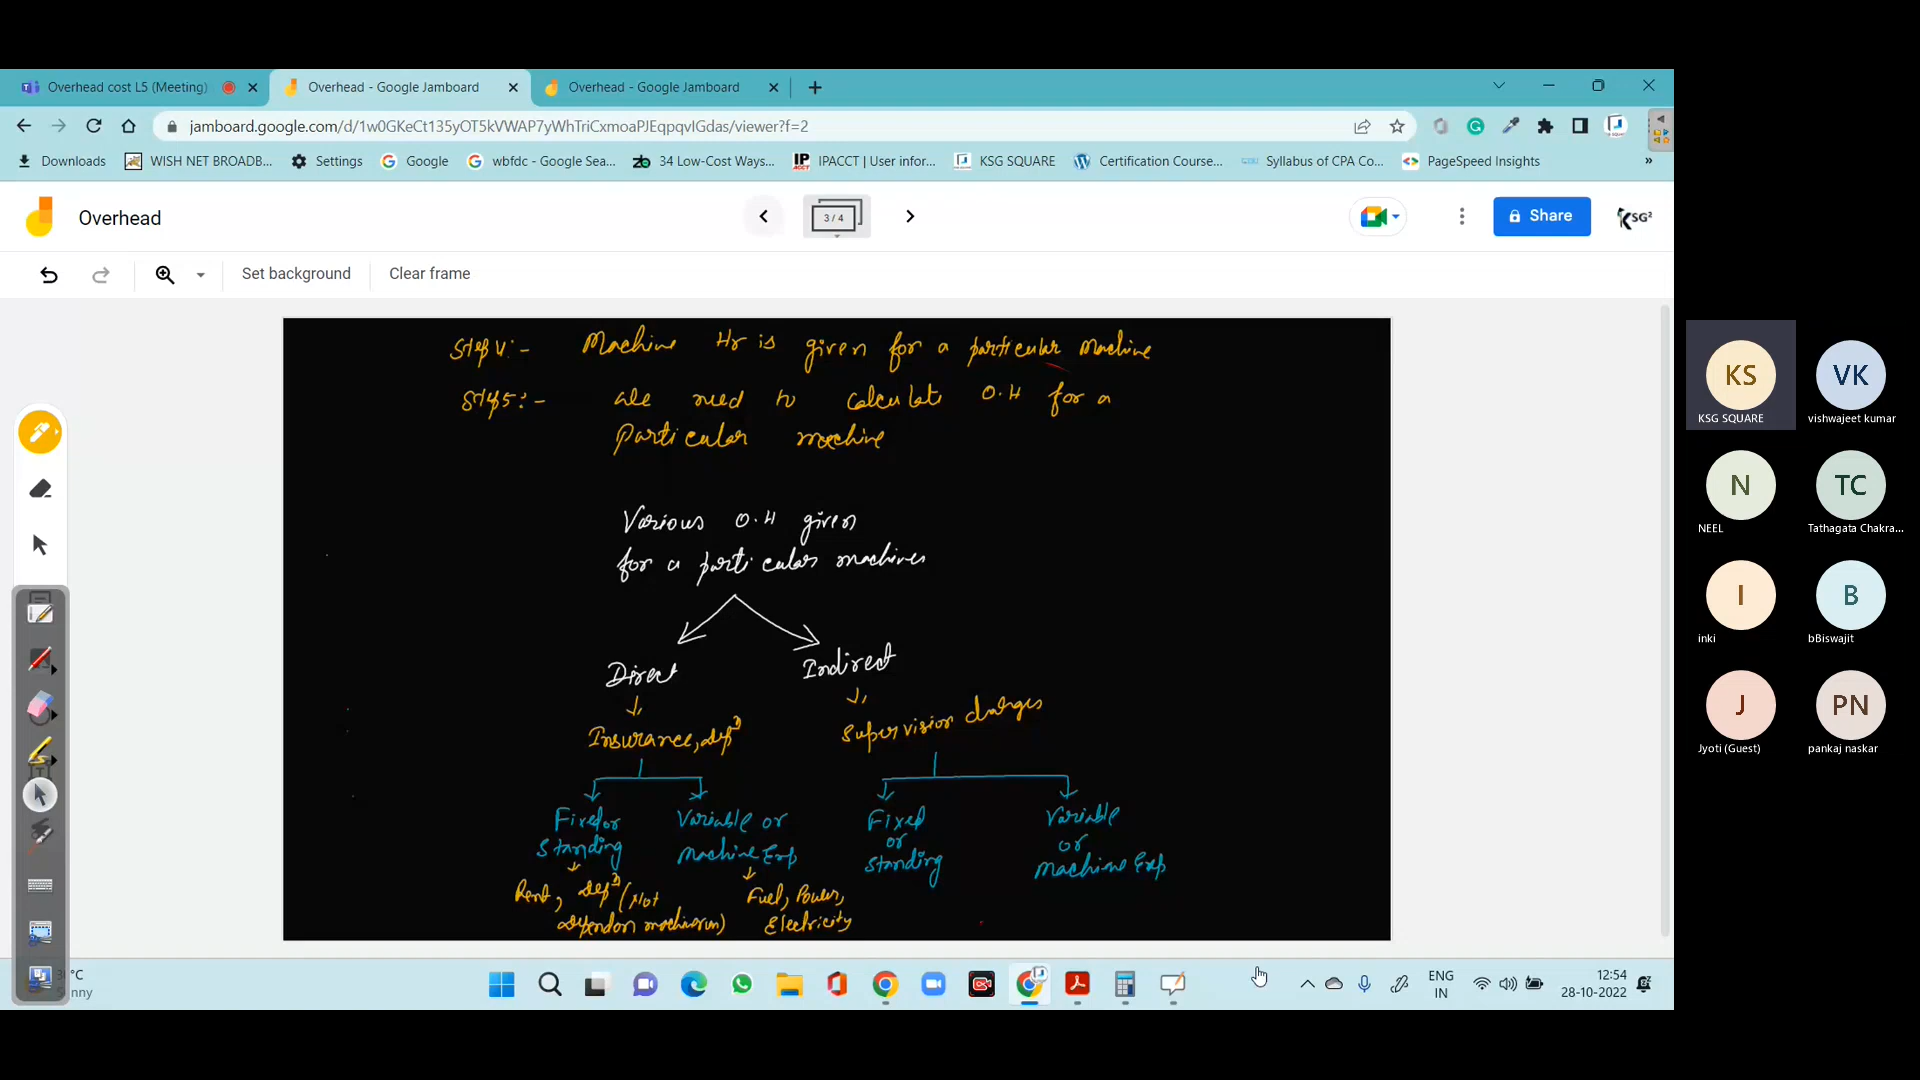 Overhead cost L5 (Meeting)
Overhead - Google Jamboard
Overhead - Google Jamboard
jamboard.google.com/d/1w0GKeCt135yOT5kVWAP7yWhTriCxmoaPJEqpqvIGdas/viewer?f=2
Downloads
WISH NET BROADB...
Settings
Google
wbfdc - Google Sea...
34 Low-Cost Ways...
IPACCT | User infor...
KSG SQUARE
Certification Course...
Syllabus of CPA Co...
PageSpeed Insights
»
Overhead
3 / 4
Share
KSG²
Set background
Clear frame
Machine Hr is given for a particular Machine
Step 5:- we need to calculate O.H for a
Particular machine
Various O.H given
for a particular machines
Direct
Indirect
Insurance, depn
Supervision charges
Fixed or
Standing
Variable or
Machine Exp
Fixed
or
Standing
Variable
or
Machine Exp
Rent, depn (Not
depend on machine run)
Fuel, Power,
Electricity
KS
KSG SQUARE
VK
vishwajeet kumar
N
NEEL
TC
Tathagata Chakra...
I
inki
B
bBiswajit
J
Jyoti (Guest)
PN
pankaj naskar
ENG
IN
12:54
28-10-2022